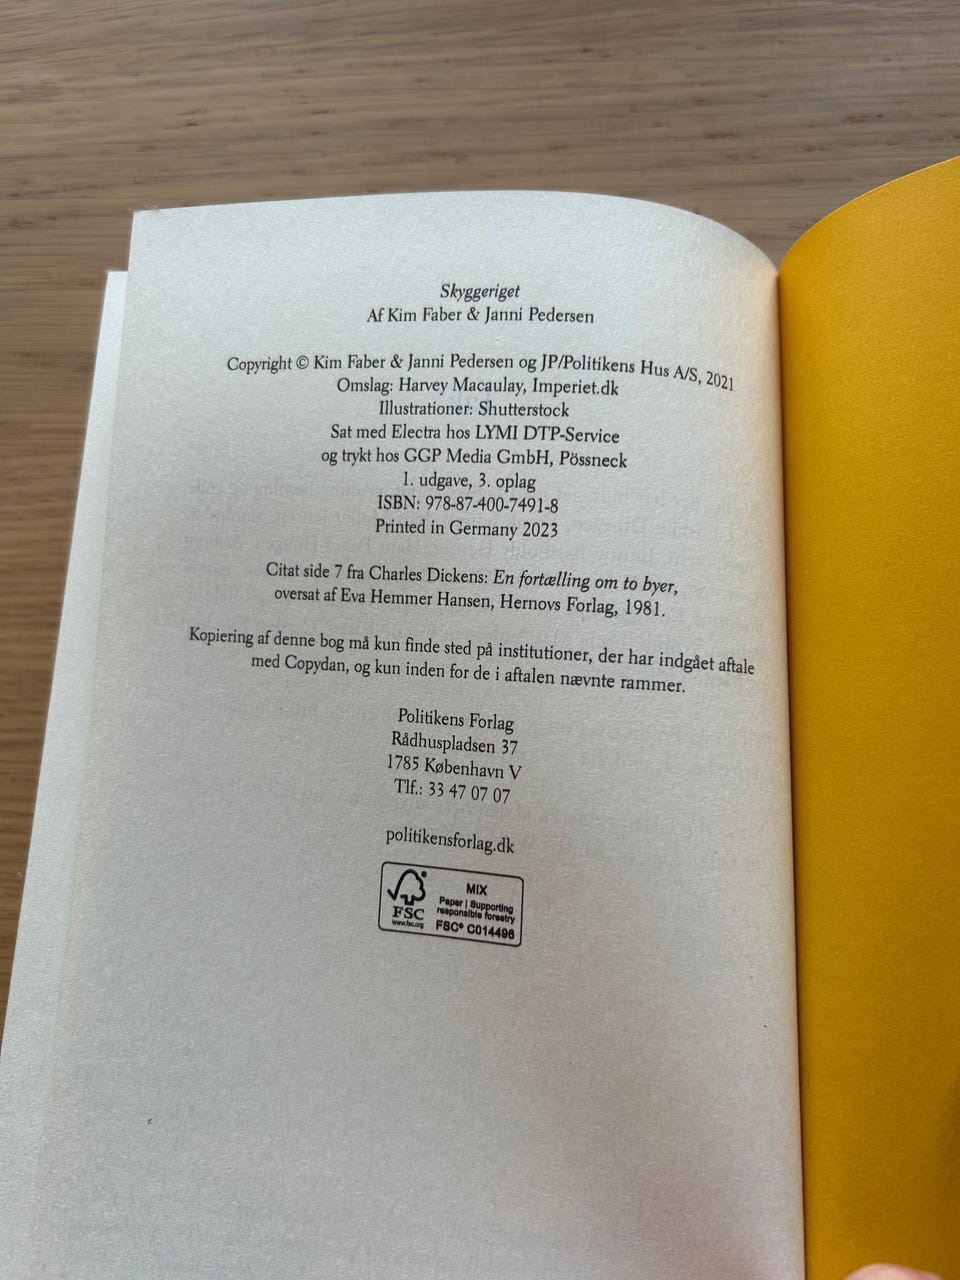 Skyggeriget
Af Kim Faber & Janni Pedersen
Copyright © Kim Faber & Janni Pedersen og JP/Politikens Hus A/S, 2021
Omslag: Harvey Macaulay, Imperiet.dk
Illustrationer: Shutterstock
Sat med Electra hos LYMI DTP-Service
og trykt hos GGP Media GmbH, Pössneck
1. udgave, 3. oplag
ISBN: 978-87-400-7491-8
Printed in Germany 2023
Citat side 7 fra Charles Dickens: En fortælling om to byer,
oversat af Eva Hemmer Hansen, Hernovs Forlag, 1981.
Kopiering af denne bog må kun finde sted på institutioner, der har indgået aftale
med Copydan, og kun inden for de i aftalen nævnte rammer.
Politikens Forlag
Rådhuspladsen 37
1785 København V
Tlf.: 33 47 07 07
politikensforlag.dk
FSC
www.fsc.org
MIX
Paper | Supporting
responsible forestry
FSC® C014496